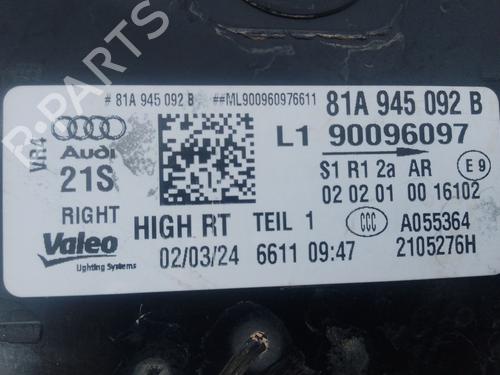 # 81A 945 092 B ##ML900960976611 81A 945 092 B
VR4
Audi
L1 90096097
21S
S1 R1 2a AR E 9
02 02 01 00 16102
RIGHT HIGH RT TEIL 1 CCC A055364
Valeo 02/03/24 6611 09:47 2105276H
Lighting Systems
B-Parts